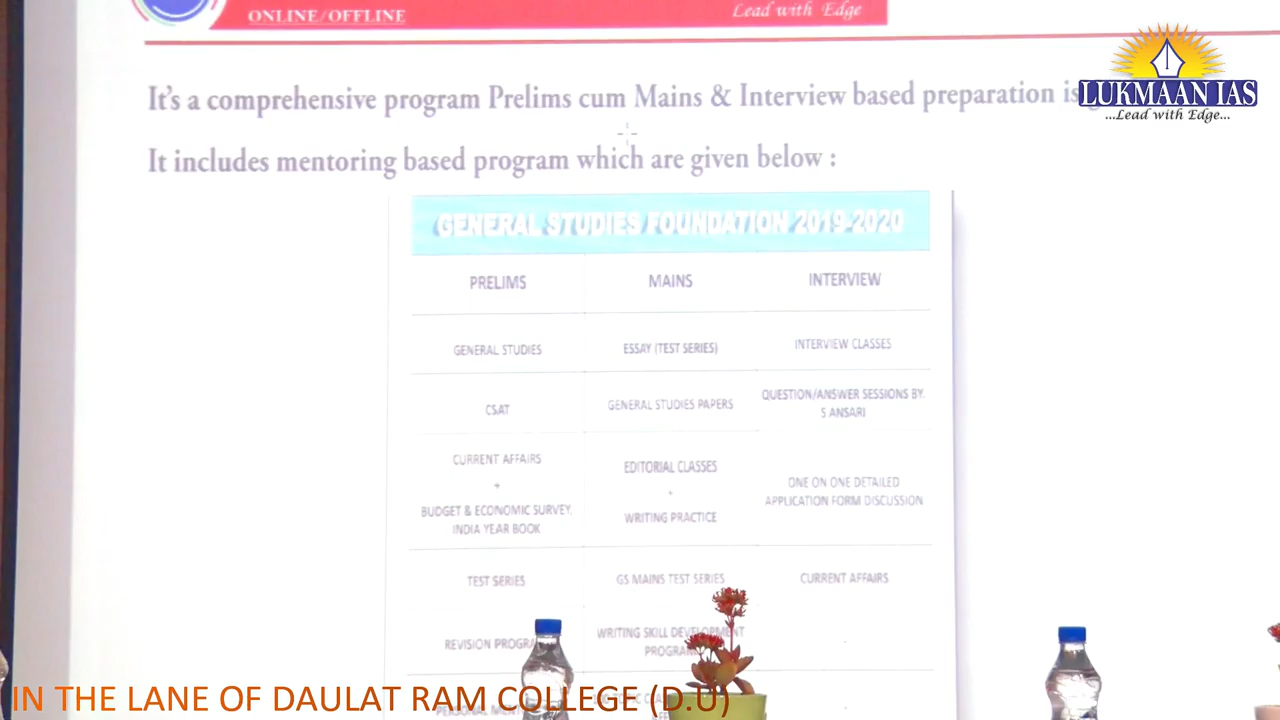 ONLINE/OFFLINE
Lead with Edge
LUKMAAN IAS
...Lead with Edge...
It's a comprehensive program Prelims cum Mains & Interview based preparation is
It includes mentoring based program which are given below :
GENERAL STUDIES FOUNDATION 2019-2020
PRELIMS MAINS INTERVIEW
GENERAL STUDIES ESSAY (TEST SERIES) INTERVIEW CLASSES
CSAT GENERAL STUDIES PAPERS QUESTION/ANSWER SESSIONS BY.
S ANSARI
CURRENT AFFAIRS
+
BUDGET & ECONOMIC SURVEY,
INDIA YEAR BOOK
EDITORIAL CLASSES
+
WRITING PRACTICE
ONE ON ONE DETAILED
APPLICATION FORM DISCUSSION
TEST SERIES GS MAINS TEST SERIES CURRENT AFFAIRS
REVISION WRITING SKILL DEVELOPMENT
IN THE LANE OF DAULAT RAM COLLEGE (D.U)